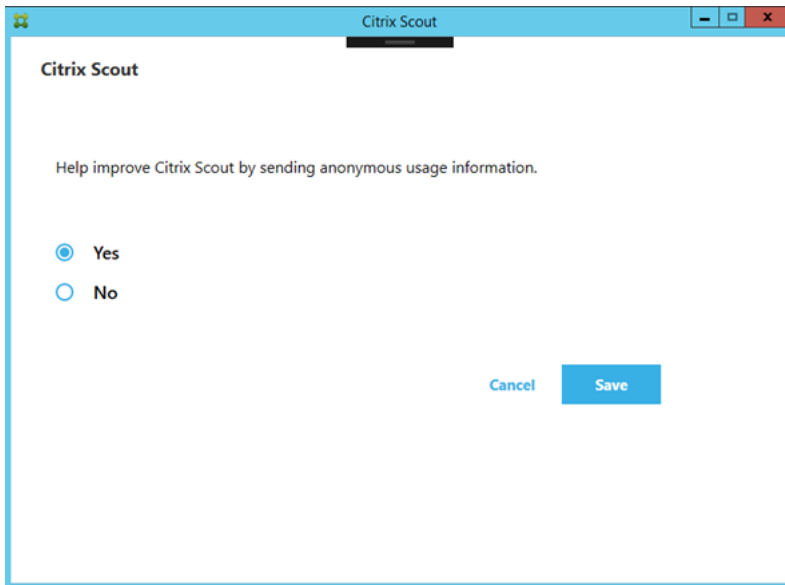 Citrix Scout
Citrix Scout
Help improve Citrix Scout by sending anonymous usage information.
Yes
No
Cancel Save